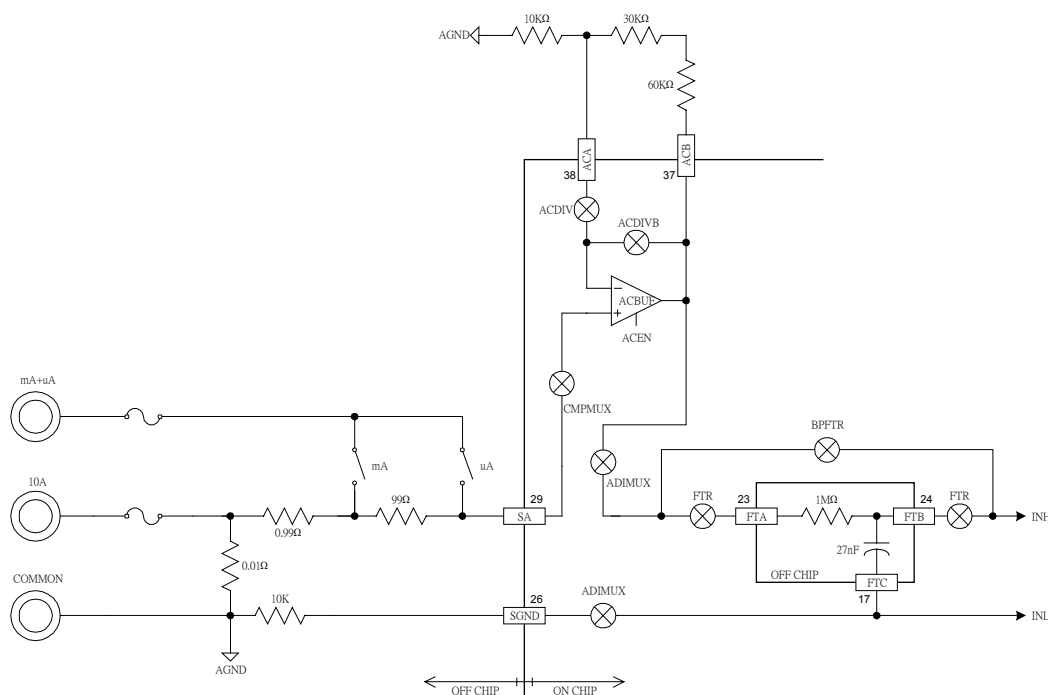 10KΩ
30KΩ
AGND
60KΩ
ACA
ACB
38
37
ACDIV
ACDIVB
ACBUF
ACEN
mA+uA
CMPMUX
BPFTR
mA
uA
ADIMUX
10A
99Ω
29
FTR
23
1MΩ
24
FTR
SA
FTA
FTB
INH
0.99Ω
27nF
0.01Ω
OFF CHIP
FTC
COMMON
10K
26
ADIMUX
17
SGND
INL
AGND
OFF CHIP
ON CHIP